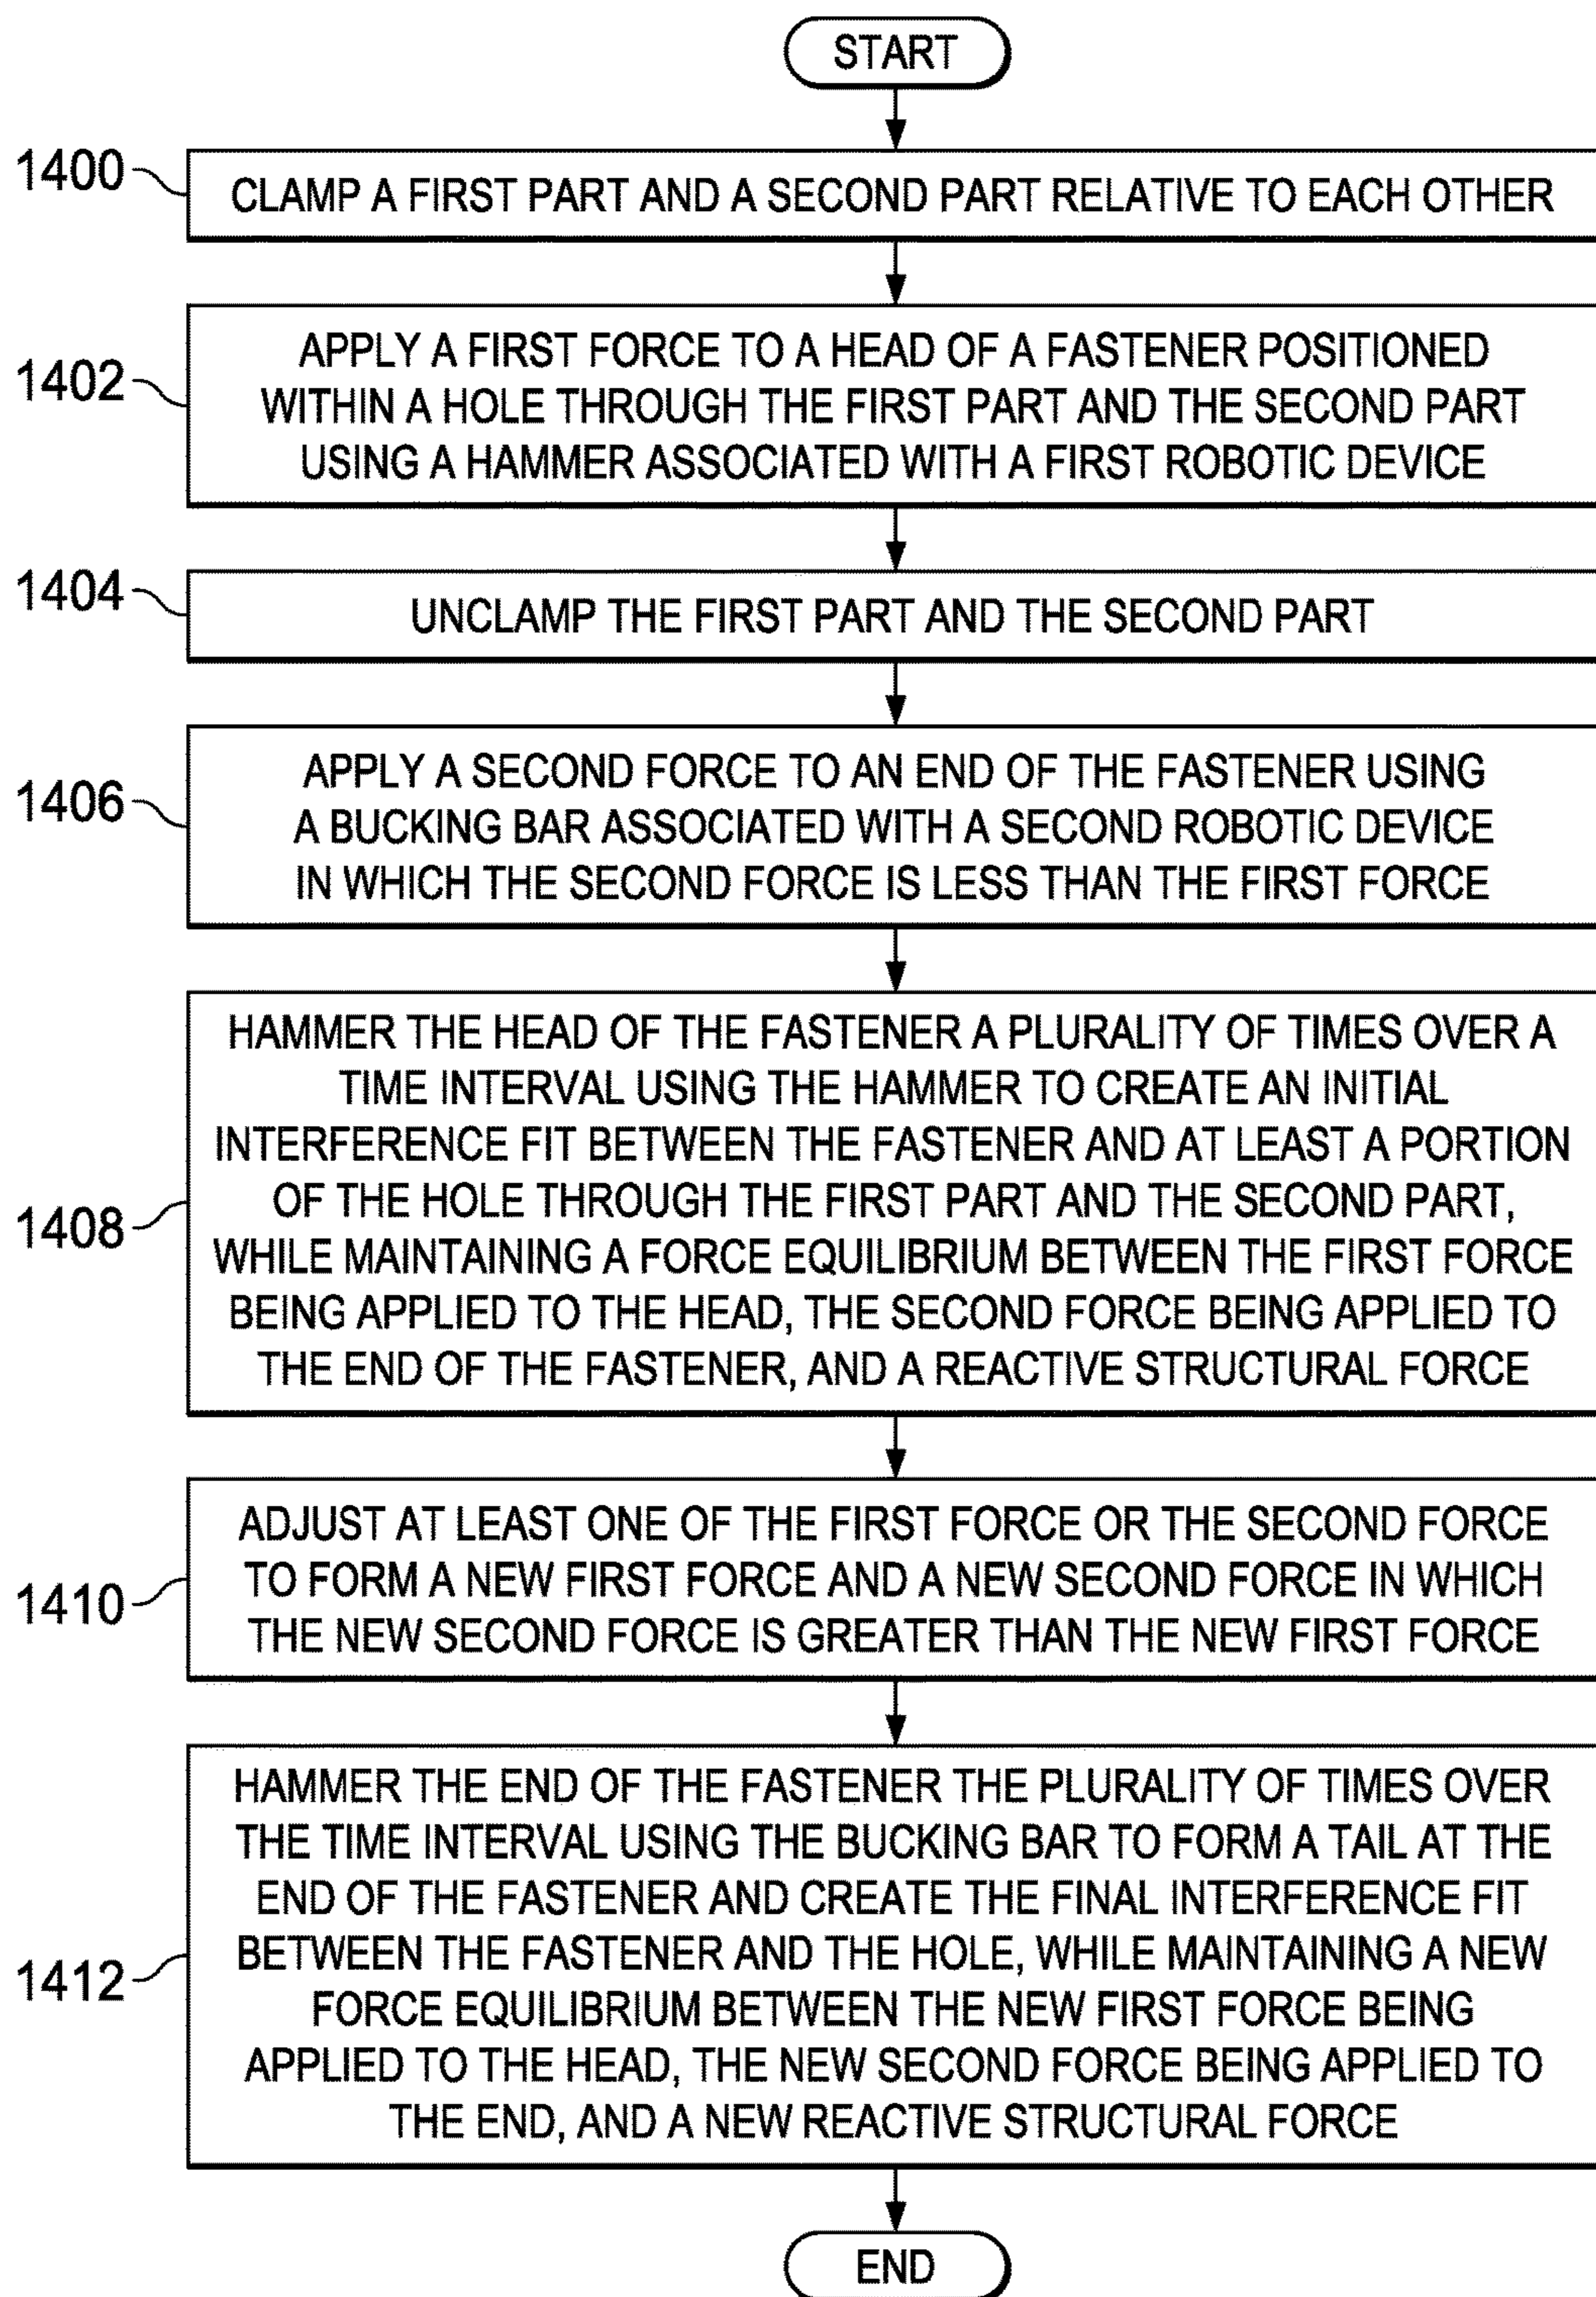 START
1400
CLAMP A FIRST PART AND A SECOND PART RELATIVE TO EACH OTHER
1402
APPLY A FIRST FORCE TO A HEAD OF A FASTENER POSITIONED
WITHIN A HOLE THROUGH THE FIRST PART AND THE SECOND PART
USING A HAMMER ASSOCIATED WITH A FIRST ROBOTIC DEVICE
1404
UNCLAMP THE FIRST PART AND THE SECOND PART
1406
APPLY A SECOND FORCE TO AN END OF THE FASTENER USING
A BUCKING BAR ASSOCIATED WITH A SECOND ROBOTIC DEVICE
IN WHICH THE SECOND FORCE IS LESS THAN THE FIRST FORCE
1408
HAMMER THE HEAD OF THE FASTENER A PLURALITY OF TIMES OVER A
TIME INTERVAL USING THE HAMMER TO CREATE AN INITIAL
INTERFERENCE FIT BETWEEN THE FASTENER AND AT LEAST A PORTION
OF THE HOLE THROUGH THE FIRST PART AND THE SECOND PART,
WHILE MAINTAINING A FORCE EQUILIBRIUM BETWEEN THE FIRST FORCE
BEING APPLIED TO THE HEAD, THE SECOND FORCE BEING APPLIED TO
THE END OF THE FASTENER, AND A REACTIVE STRUCTURAL FORCE
1410
ADJUST AT LEAST ONE OF THE FIRST FORCE OR THE SECOND FORCE
TO FORM A NEW FIRST FORCE AND A NEW SECOND FORCE IN WHICH
THE NEW SECOND FORCE IS GREATER THAN THE NEW FIRST FORCE
1412
HAMMER THE END OF THE FASTENER THE PLURALITY OF TIMES OVER
THE TIME INTERVAL USING THE BUCKING BAR TO FORM A TAIL AT THE
END OF THE FASTENER AND CREATE THE FINAL INTERFERENCE FIT
BETWEEN THE FASTENER AND THE HOLE, WHILE MAINTAINING A NEW
FORCE EQUILIBRIUM BETWEEN THE NEW FIRST FORCE BEING
APPLIED TO THE HEAD, THE NEW SECOND FORCE BEING APPLIED TO
THE END, AND A NEW REACTIVE STRUCTURAL FORCE
END